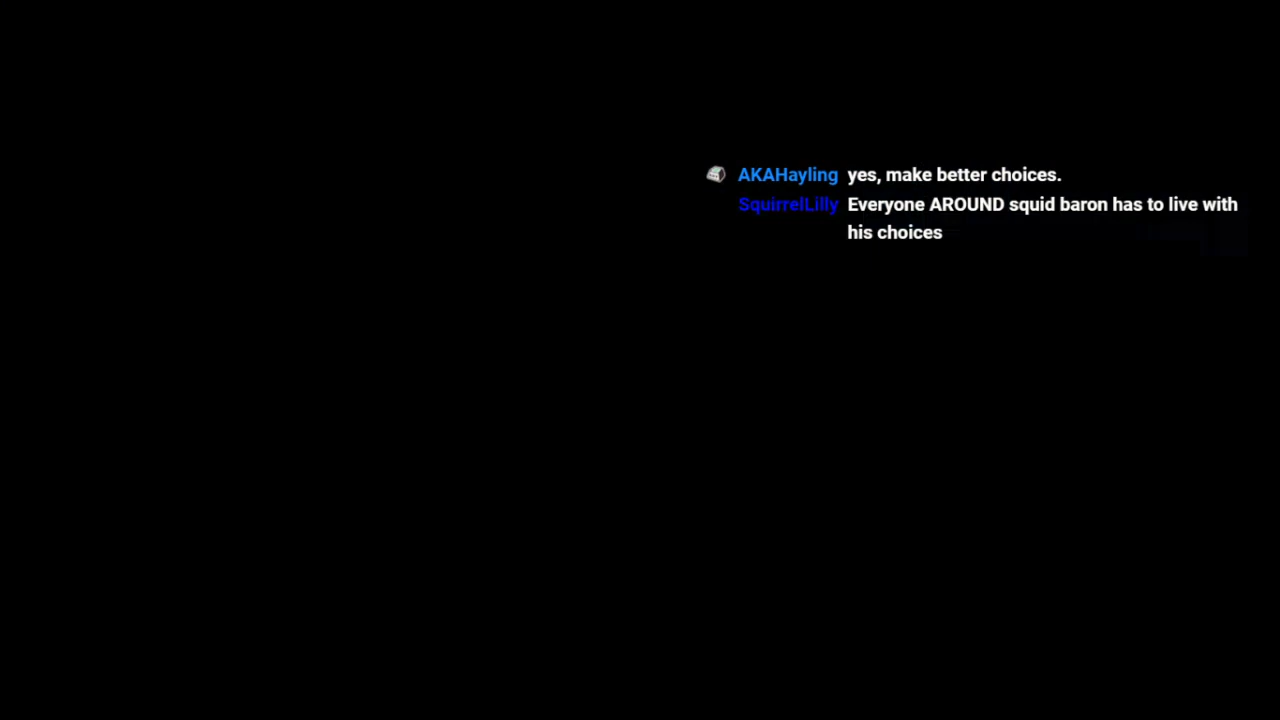 AKAHayling yes, make better choices.
SquirrelLilly Everyone AROUND squid baron has to live with
his choices